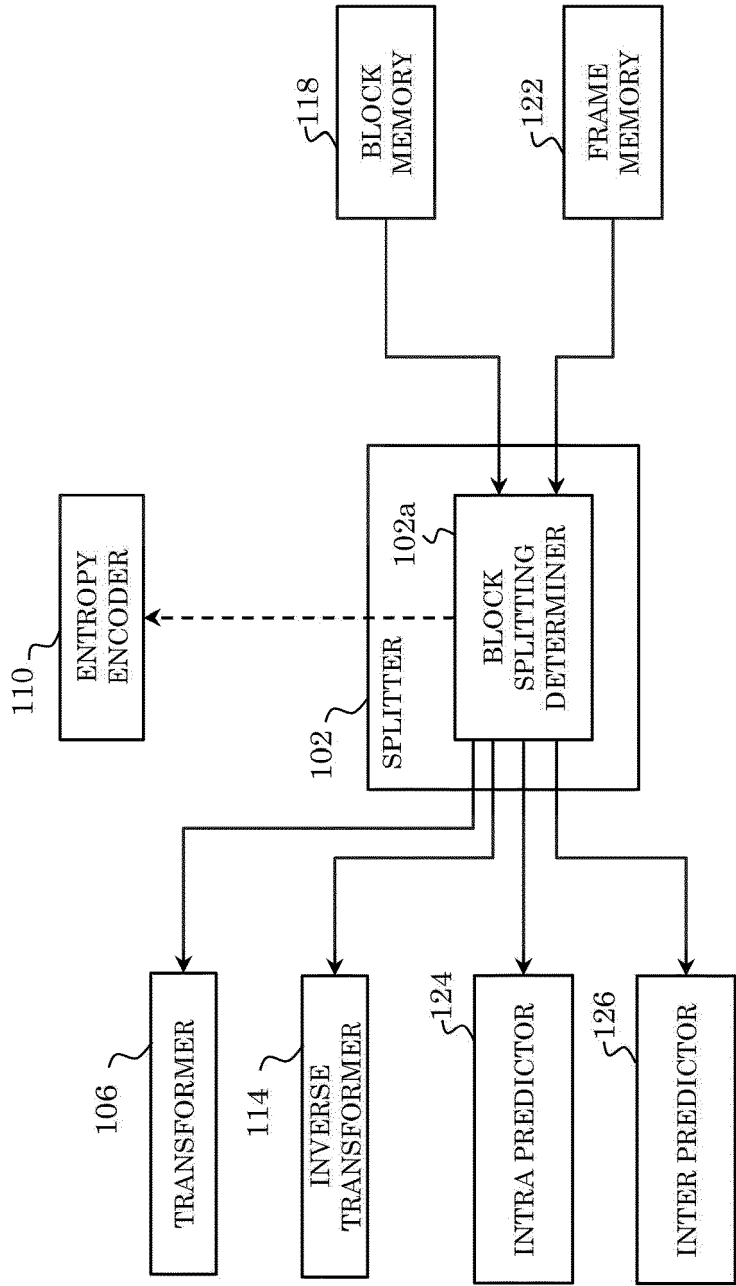 110
ENTROPY
ENCODER
118
BLOCK
MEMORY
122
FRAME
MEMORY
102
SPLITTER
102a
BLOCK
SPLITTING
DETERMINER
106
TRANSFORMER
114
INVERSE
TRANSFORMER
124
INTRA PREDICTOR
126
INTER PREDICTOR